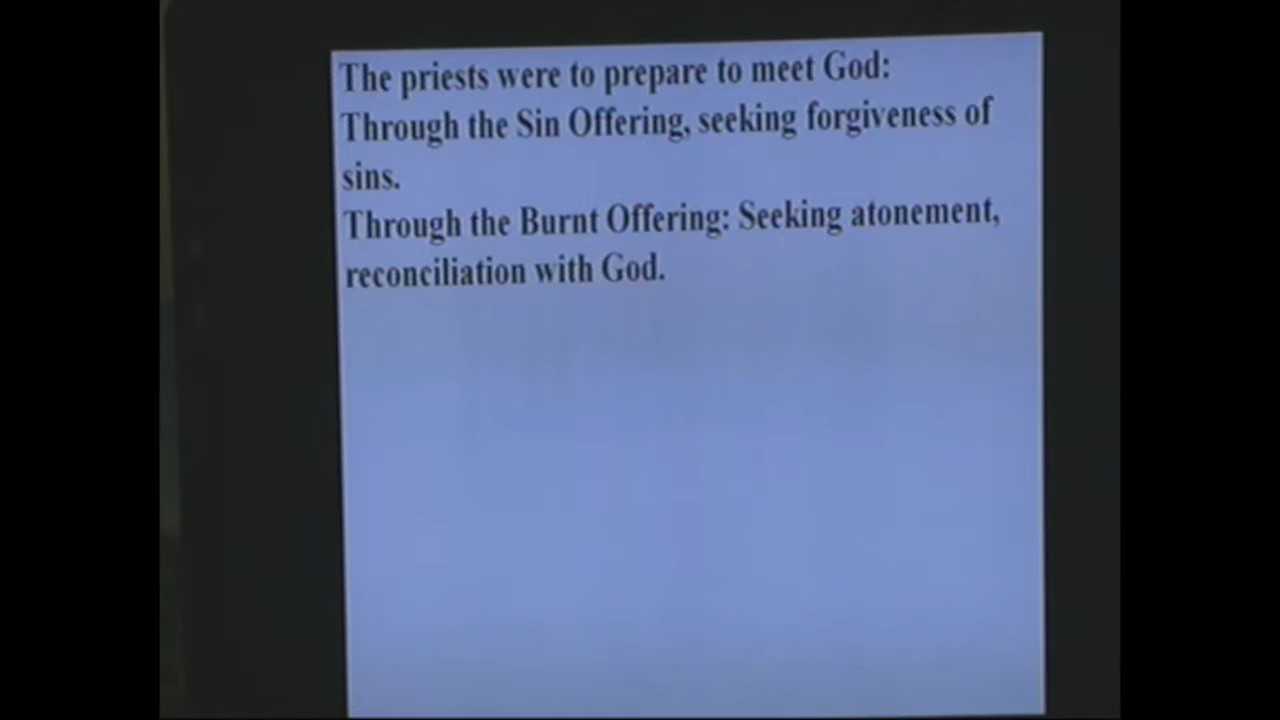 The priests were to prepare to meet God:
Through the Sin Offering, seeking forgiveness of
sins.
Through the Burnt Offering: Seeking atonement,
reconciliation with God.